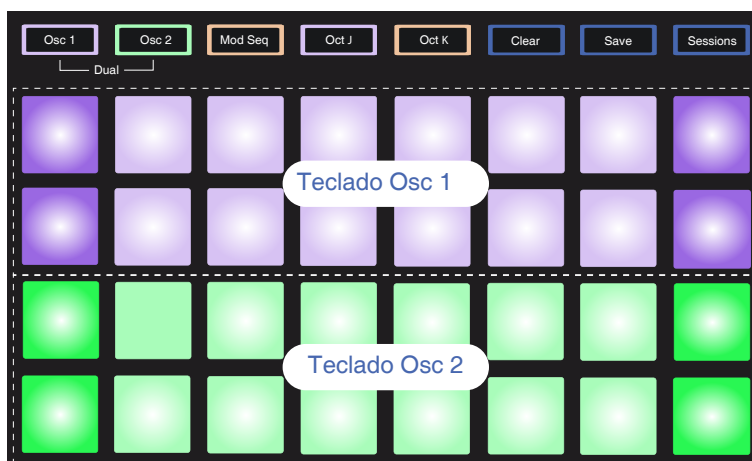 Osc 1 Osc 2 Mod Seq Oct J Oct K Clear Save Sessions
Dual
Teclado Osc 1
Teclado Osc 2